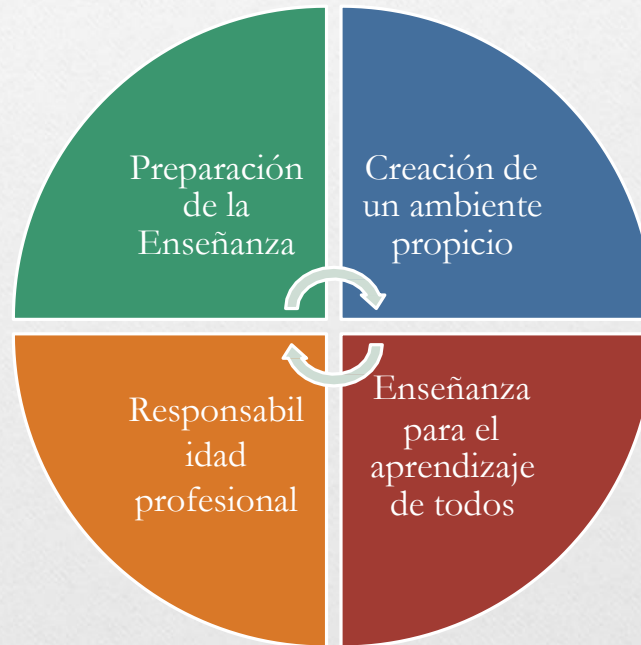 Preparación
de la
Enseñanza
Creación de
un ambiente
propicio
Responsabil
idad
profesional
Enseñanza
para el
aprendizaje
de todos